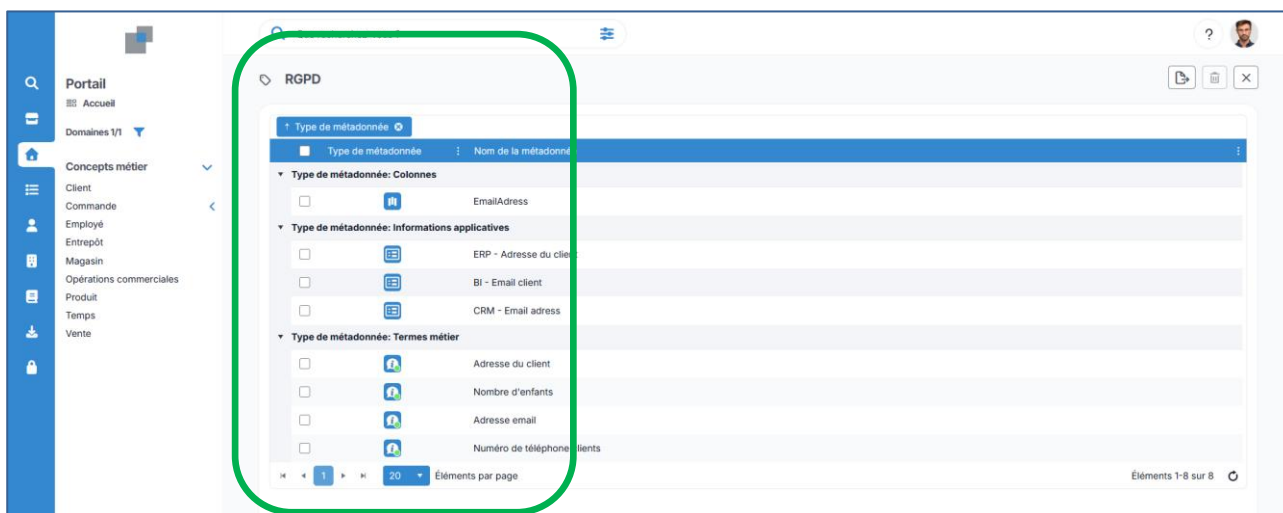 ?
Portail
Accueil
Domaines 1/1
Concepts métier
Client
Commande
Employé
Entrepôt
Magasin
Opérations commerciales
Produit
Temps
Vente
RGPD
↑ Type de métadonnée
Type de métadonnée Nom de la métadonnée
Type de métadonnée: Colonnes
EmailAdress
Type de métadonnée: Informations applicatives
ERP - Adresse du client
BI - Email client
CRM - Email adress
Type de métadonnée: Termes métier
Adresse du client
Nombre d'enfants
Adresse email
Numéro de téléphone clients
1 20 Éléments par page Éléments 1-8 sur 8